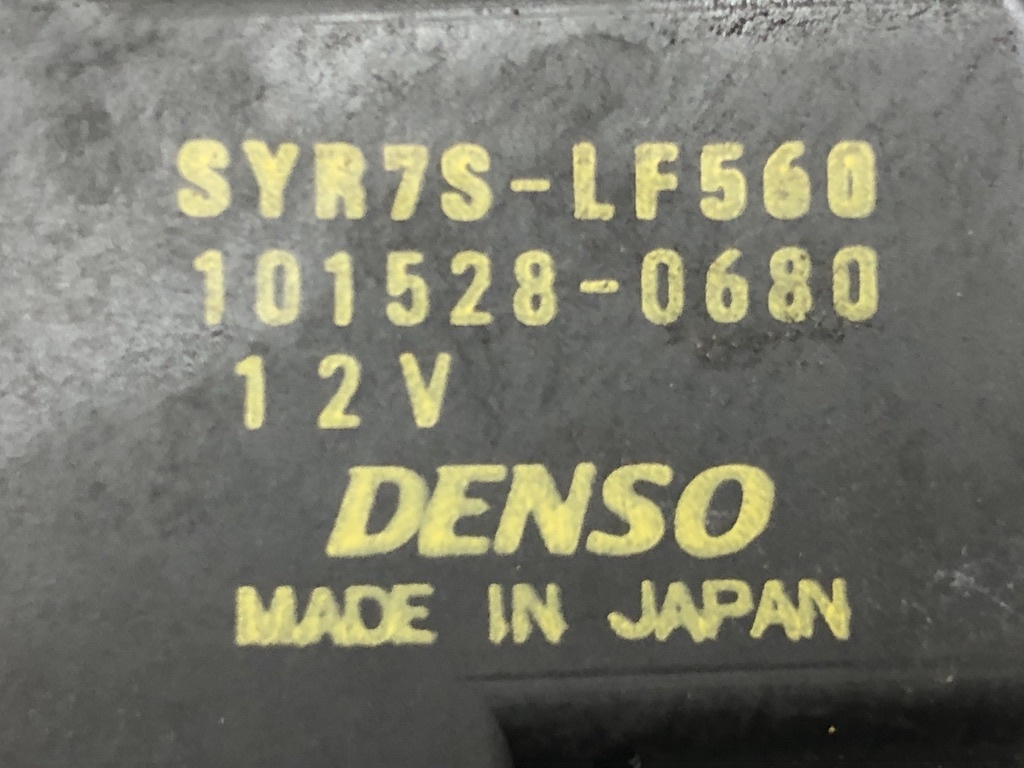 SYR7S-LF560
101528-0680
12V
DENSO
MADE IN JAPAN